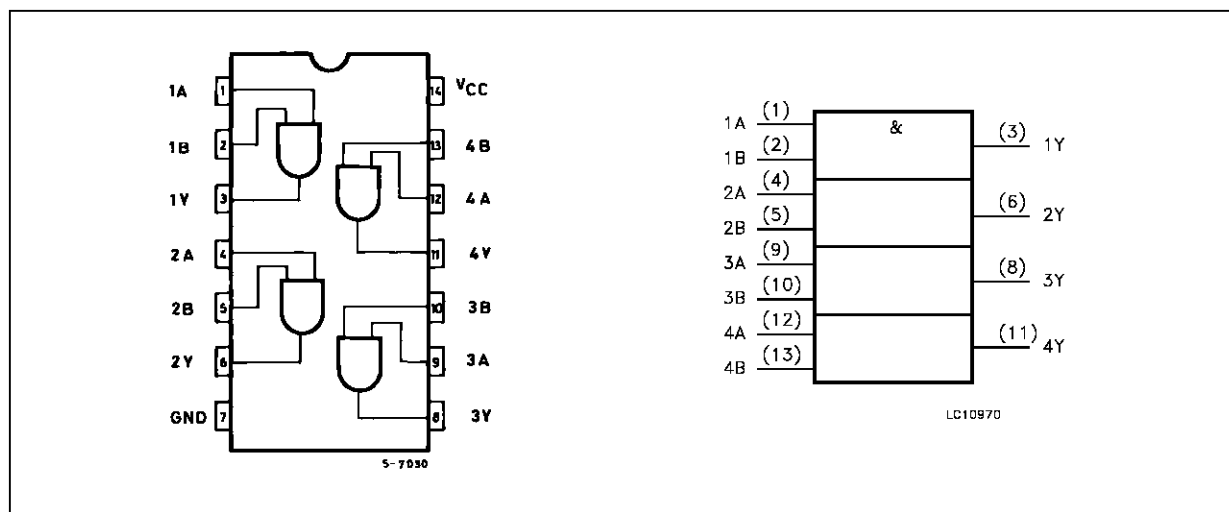 1A 1 14 VCC
1B 2 13 4B
1Y 3 12 4A
2A 4 11 4Y
2B 5 10 3B
2Y 6 9 3A
GND 7 8 3Y
S-7030
&
1A (1)
1B (2)
2A (4)
2B (5)
3A (9)
3B (10)
4A (12)
4B (13)
(3) 1Y
(6) 2Y
(8) 3Y
(11) 4Y
LC10970